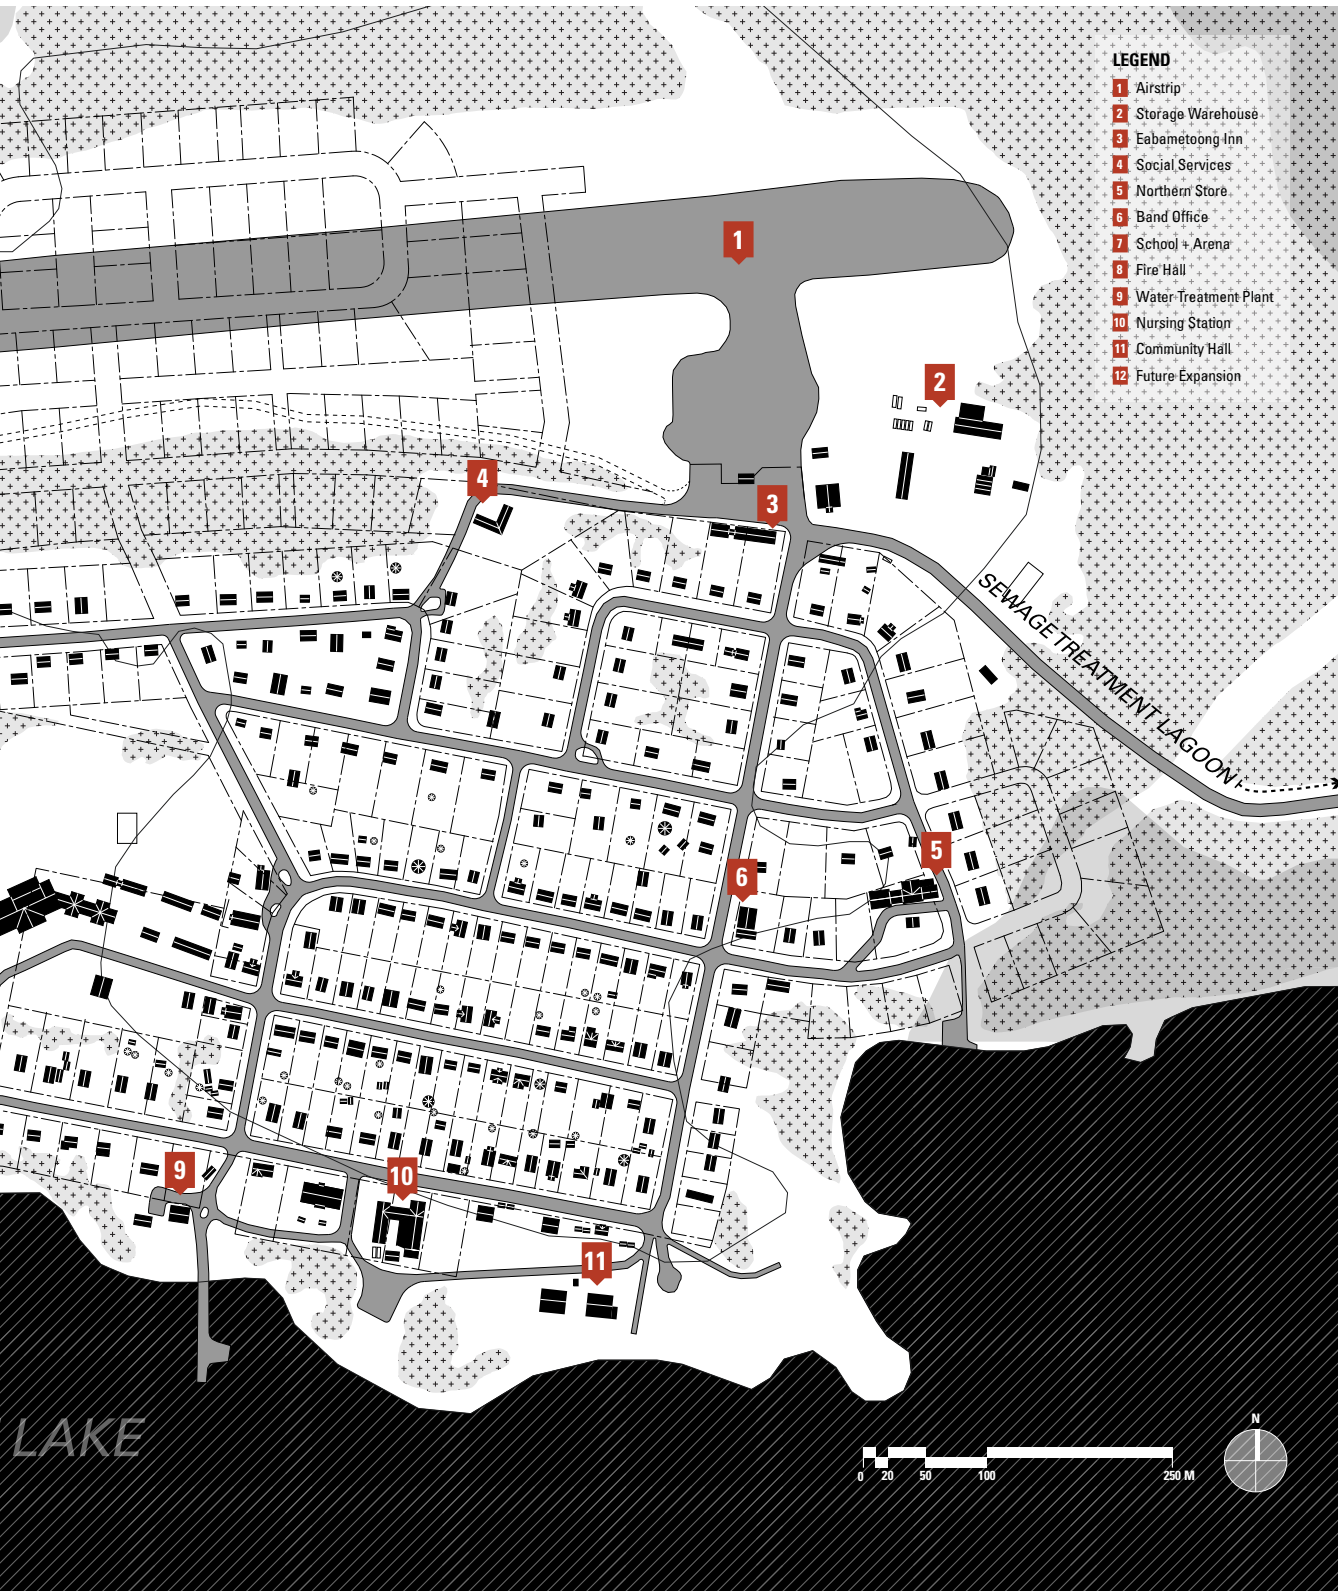 LEGEND
1 Airstrip
2 Storage Warehouse
3 Eabametoong Inn
4 Social Services
5 Northern Store
6 Band Office
7 School + Arena
8 Fire Hall
9 Water Treatment Plant
10 Nursing Station
11 Community Hall
12 Future Expansion
1
2
4
3
SEWAGE TREATMENT LAGOON
5
6
9
10
11
LAKE
N
0 20 50 100 250 M